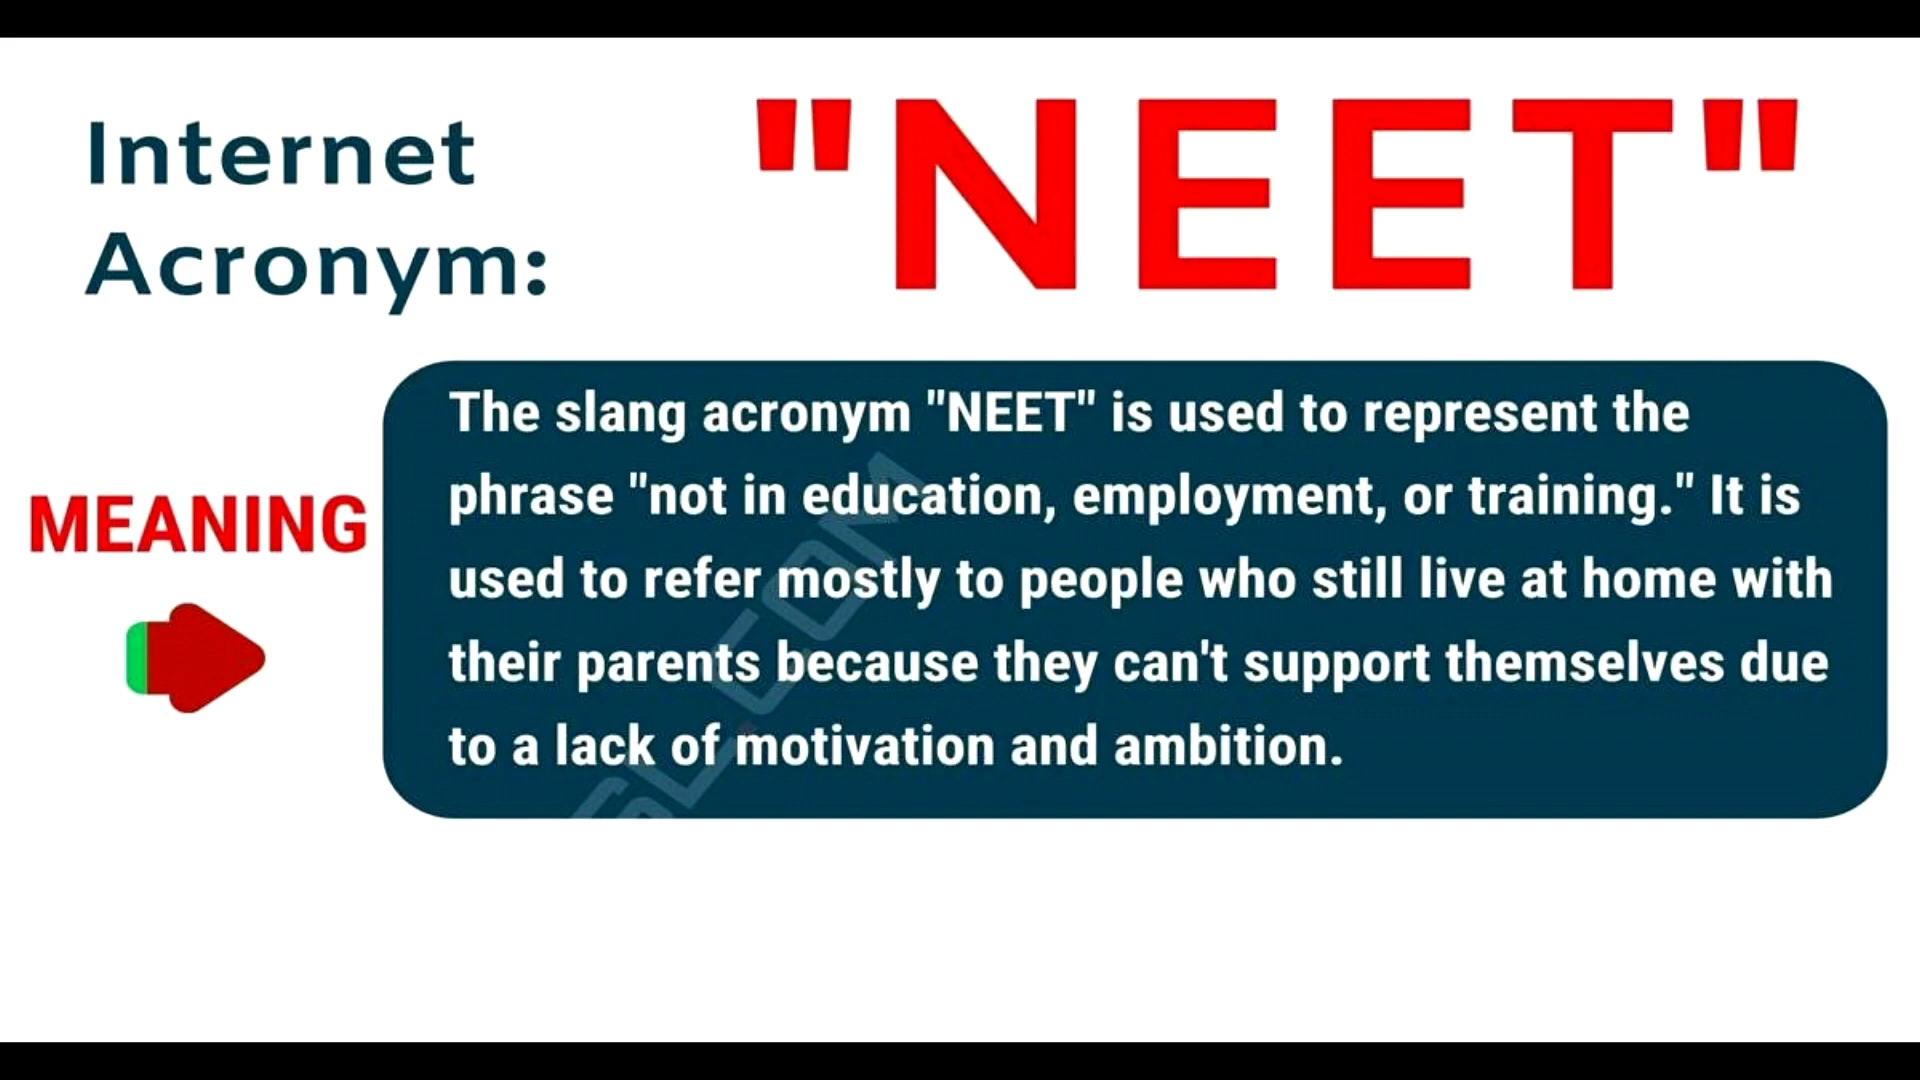 Internet
Acronym:
"NEET"
MEANING
The slang acronym "NEET" is used to represent the
phrase "not in education, employment, or training." It is
used to refer mostly to people who still live at home with
their parents because they can't support themselves due
to a lack of motivation and ambition.
SL.COM